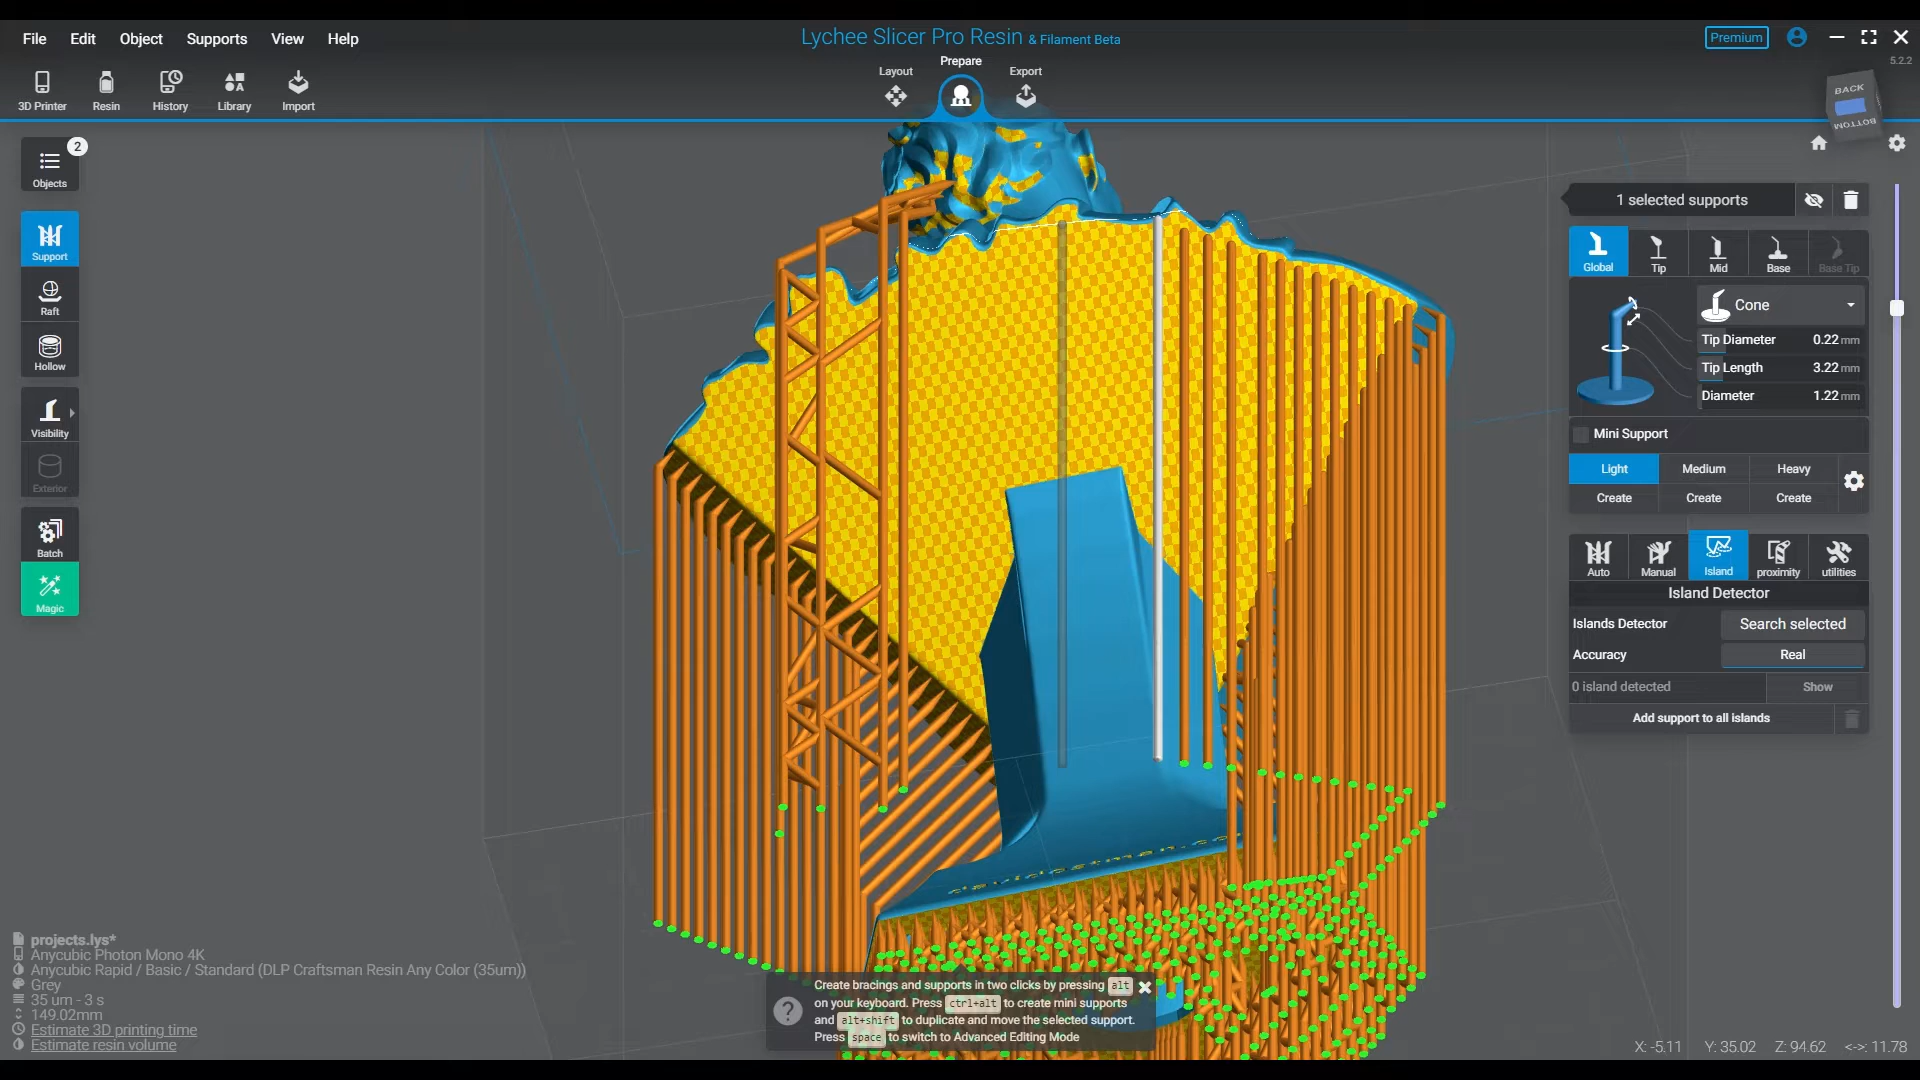 File Edit Object Supports View Help
Lychee Slicer Pro Resin & Filament Beta
Premium
5.2.2
3D Printer Resin History Library Import
Layout Prepare Export
BACK
BOTTOM
2
Objects
Support
Raft
Hollow
Visibility
Exterior
Batch
Magic
1 selected supports
Global Tip Mid Base Base Tip
Cone
Tip Diameter 0.22 mm
Tip Length 3.22 mm
Diameter 1.22 mm
Mini Support
Light Medium Heavy
Create Create Create
Auto Manual Island proximity utilities
Island Detector
Islands Detector Search selected
Accuracy Real
0 island detected Show
Add support to all islands
projects.lys*
Anycubic Photon Mono 4K
Anycubic Rapid / Basic / Standard (DLP Craftsman Resin Any Color (35um))
Grey
35 um - 3 s
149.02mm
Estimate 3D printing time
Estimate resin volume
? Create bracings and supports in two clicks by pressing alt
on your keyboard. Press ctrl+alt to create mini supports
and alt+shift to duplicate and move the selected support.
Press space to switch to Advanced Editing Mode
X: -5.11 Y: 35.02 Z: 94.62 <->: 11.78